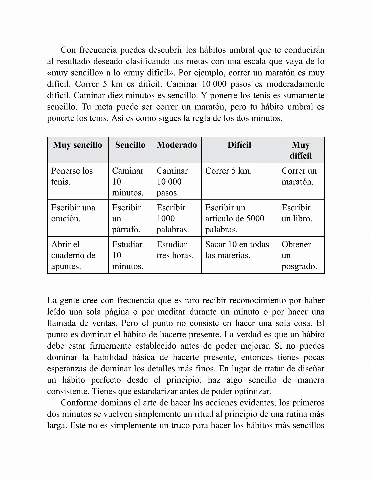 Con frecuencia puedes descubrir los hábitos umbral que te conducirán
al resultado deseado clasificando tus metas con una escala que vaya de lo
«muy sencillo» a lo «muy difícil». Por ejemplo, correr un maratón es muy
difícil. Correr 5 km es difícil. Caminar 10 000 pasos es moderadamente
difícil. Caminar diez minutos es sencillo. Y ponerte los tenis es sumamente
sencillo. Tu meta puede ser correr un maratón, pero tu hábito umbral es
ponerte los tenis. Así es como sigues la regla de los dos minutos.
Muy sencillo Sencillo Moderado Difícil Muy
difícil
Ponerse los Caminar Caminar Correr 5 km. Correr un
tenis. 10 10 000 maratón.
minutos. pasos.
Escribir una Escribir Escribir Escribir un Escribir
oración. un 1000 artículo de 5000 un libro.
párrafo. palabras. palabras.
Abrir el Estudiar Estudiar Sacar 10 en todas Obtener
cuaderno de 10 tres horas. las materias. un
apuntes. minutos. posgrado.
La gente cree con frecuencia que es raro recibir reconocimiento por haber
leído una sola página o por meditar durante un minuto o por hacer una
llamada de ventas. Pero el punto no consiste en hacer una sola cosa. El
punto es dominar el hábito de hacerte presente. La verdad es que un hábito
debe estar firmemente establecido antes de poder mejorar. Si no puedes
dominar la habilidad básica de hacerte presente, entonces tienes pocas
esperanzas de dominar los detalles más finos. En lugar de tratar de diseñar
un hábito perfecto desde el principio, haz algo sencillo de manera
consistente. Tienes que estandarizar antes de poder optimizar.
Conforme dominas el arte de hacer las acciones evidentes, los primeros
dos minutos se vuelven simplemente un ritual al principio de una rutina más
larga. Este no es simplemente un truco para hacer los hábitos más sencillos